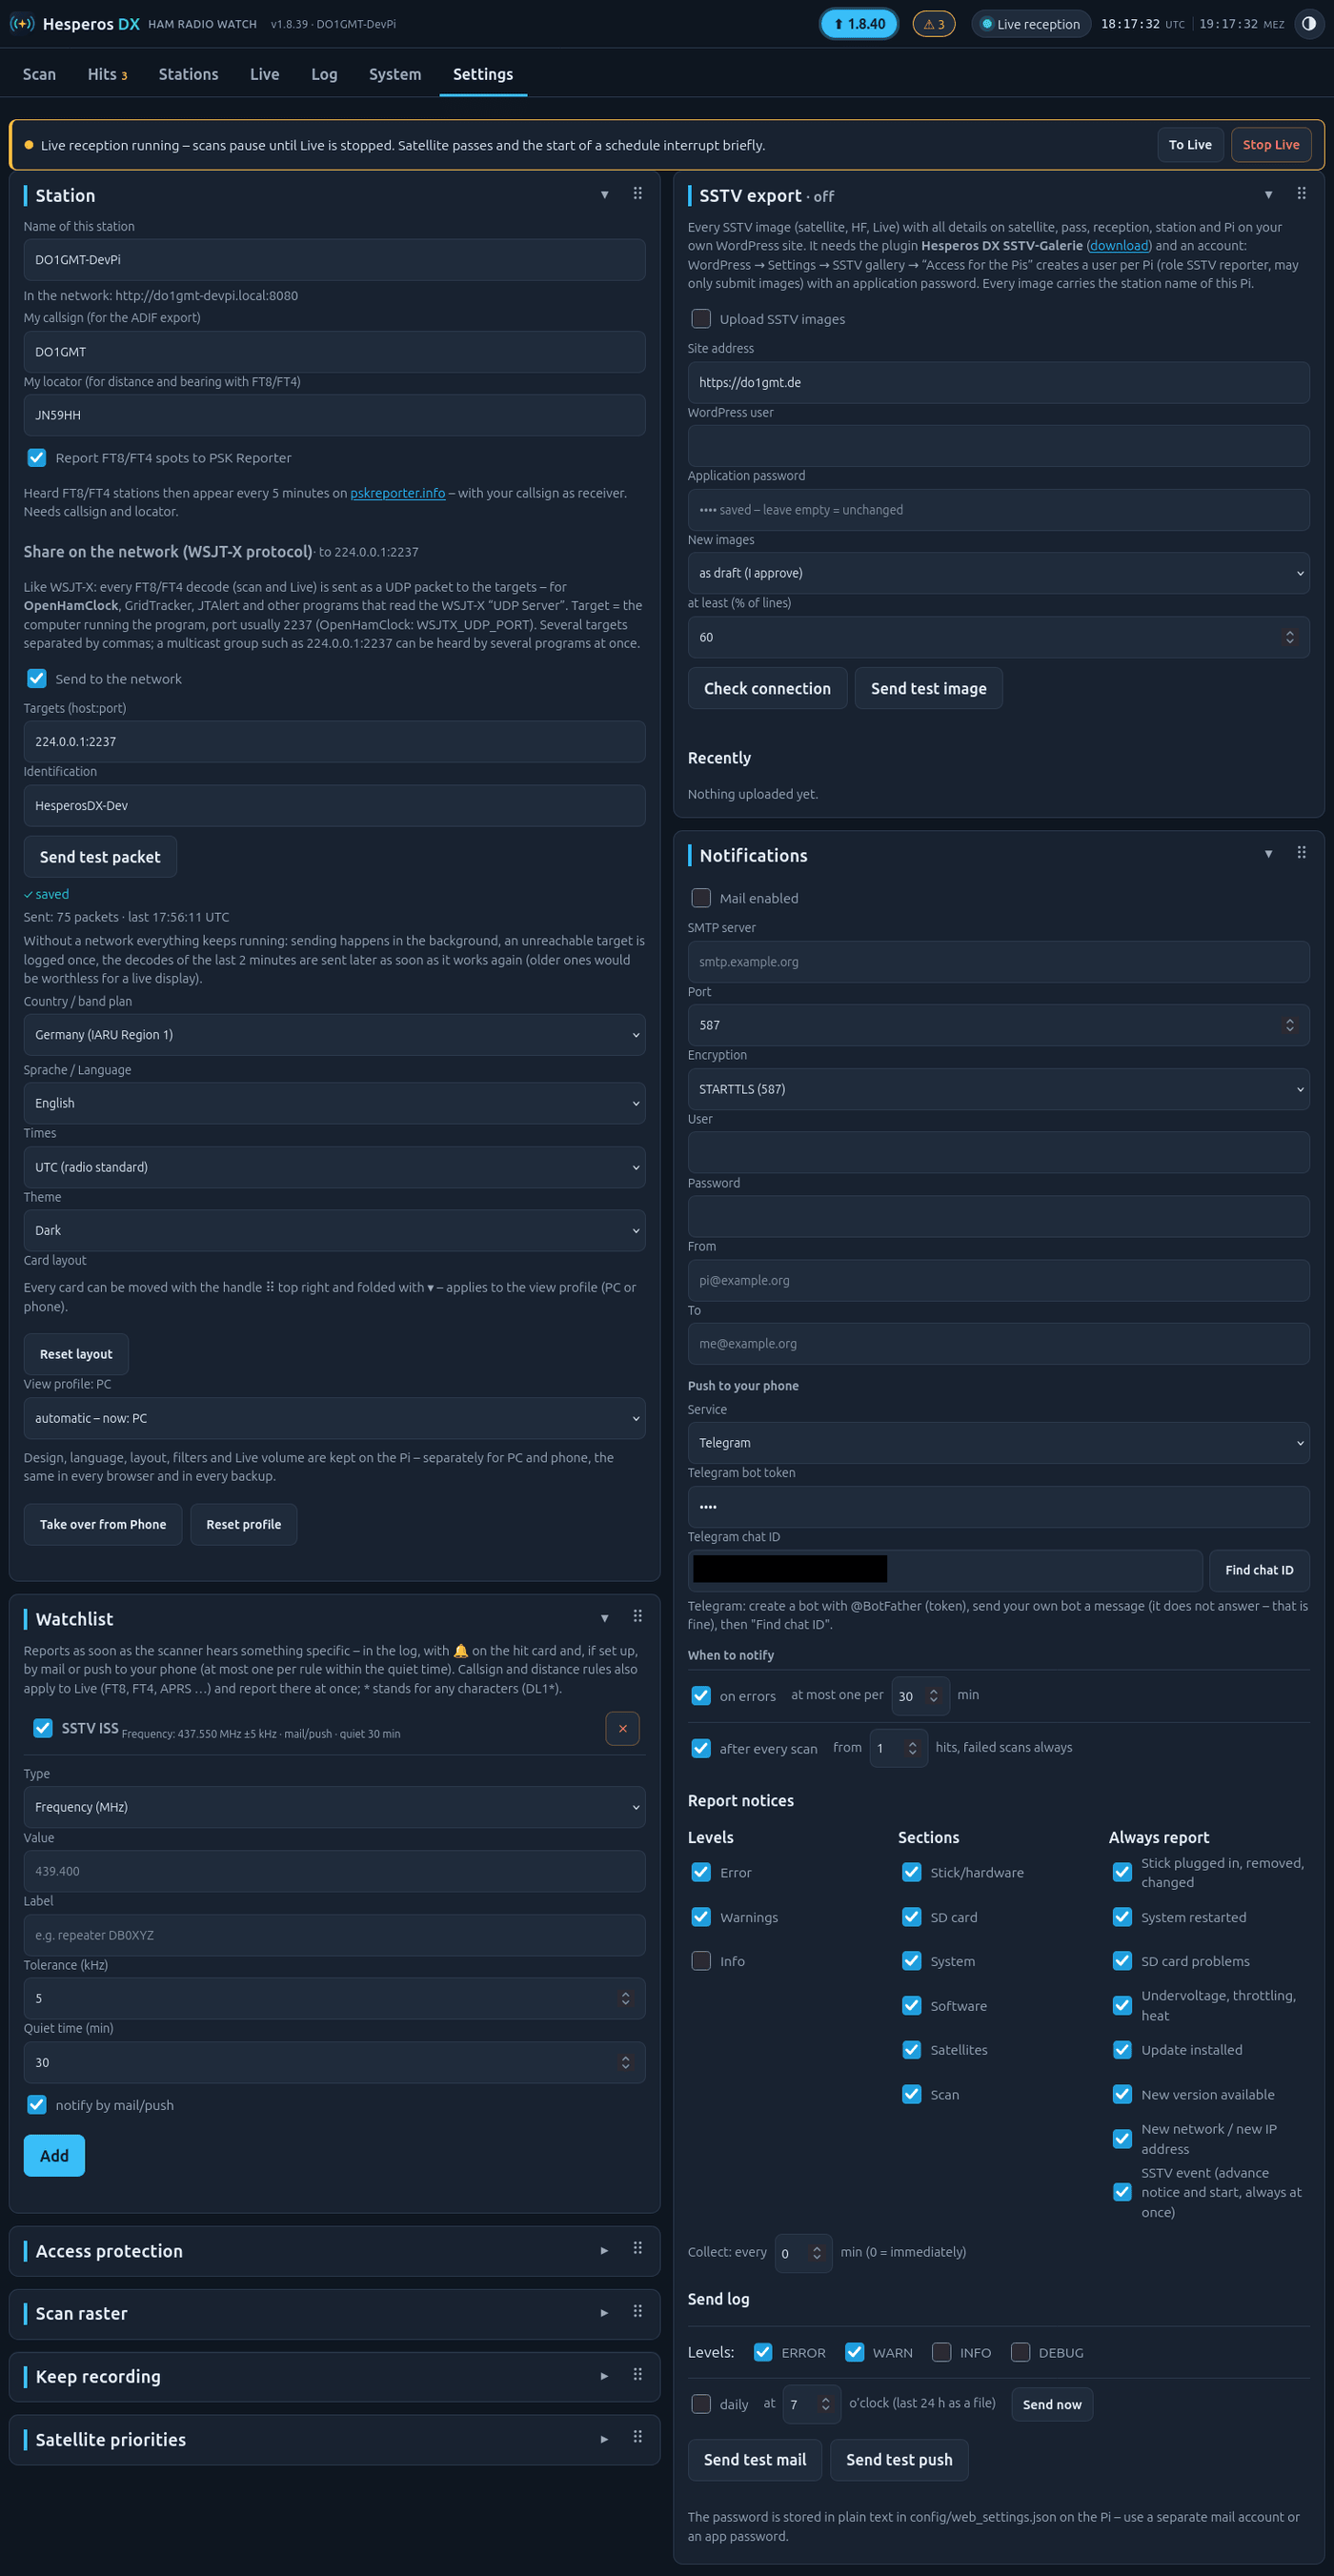 Hesperos DX HAM RADIO WATCH v1.8.39 · DO1GMT-DevPi
⬆ 1.8.40
⚠ 3
Live reception
18:17:32 UTC
19:17:32 MEZ
Scan
Hits 3
Stations
Live
Log
System
Settings
Live reception running – scans pause until Live is stopped. Satellite passes and the start of a schedule interrupt briefly.
To Live
Stop Live
Station
Name of this station
DO1GMT-DevPi
In the network: http://do1gmt-devpi.local:8080
My callsign (for the ADIF export)
DO1GMT
My locator (for distance and bearing with FT8/FT4)
JN59HH
Report FT8/FT4 spots to PSK Reporter
Heard FT8/FT4 stations then appear every 5 minutes on pskreporter.info – with your callsign as receiver.
Needs callsign and locator.
Share on the network (WSJT-X protocol) · to 224.0.0.1:2237
Like WSJT-X: every FT8/FT4 decode (scan and Live) is sent as a UDP packet to the targets – for
OpenHamClock, GridTracker, JTAlert and other programs that read the WSJT-X “UDP Server”. Target = the
computer running the program, port usually 2237 (OpenHamClock: WSJTX_UDP_PORT). Several targets
separated by commas; a multicast group such as 224.0.0.1:2237 can be heard by several programs at once.
Send to the network
Targets (host:port)
224.0.0.1:2237
Identification
HesperosDX-Dev
Send test packet
✓ saved
Sent: 75 packets · last 17:56:11 UTC
Without a network everything keeps running: sending happens in the background, an unreachable target is
logged once, the decodes of the last 2 minutes are sent later as soon as it works again (older ones would
be worthless for a live display).
Country / band plan
Germany (IARU Region 1)
Sprache / Language
English
Times
UTC (radio standard)
Theme
Dark
Card layout
Every card can be moved with the handle ⠿ top right and folded with ▾ – applies to the view profile (PC or
phone).
Reset layout
View profile: PC
automatic – now: PC
Design, language, layout, filters and Live volume are kept on the Pi – separately for PC and phone, the
same in every browser and in every backup.
Take over from Phone
Reset profile
Watchlist
Reports as soon as the scanner hears something specific – in the log, with 🔔 on the hit card and, if set up,
by mail or push to your phone (at most one per rule within the quiet time). Callsign and distance rules also
apply to Live (FT8, FT4, APRS …) and report there at once; * stands for any characters (DL1*).
SSTV ISS Frequency: 437.550 MHz ±5 kHz · mail/push · quiet 30 min
✕
Type
Frequency (MHz)
Value
439.400
Label
e.g. repeater DB0XYZ
Tolerance (kHz)
5
Quiet time (min)
30
notify by mail/push
Add
Access protection
Scan raster
Keep recording
Satellite priorities
SSTV export · off
Every SSTV image (satellite, HF, Live) with all details on satellite, pass, reception, station and Pi on your
own WordPress site. It needs the plugin Hesperos DX SSTV-Galerie (download) and an account:
WordPress → Settings → SSTV gallery → “Access for the Pis” creates a user per Pi (role SSTV reporter, may
only submit images) with an application password. Every image carries the station name of this Pi.
Upload SSTV images
Site address
https://do1gmt.de
WordPress user
Application password
•••• saved – leave empty = unchanged
New images
as draft (I approve)
at least (% of lines)
60
Check connection
Send test image
Recently
Nothing uploaded yet.
Notifications
Mail enabled
SMTP server
smtp.example.org
Port
587
Encryption
STARTTLS (587)
User
Password
From
pi@example.org
To
me@example.org
Push to your phone
Service
Telegram
Telegram bot token
••••
Telegram chat ID
Find chat ID
Telegram: create a bot with @BotFather (token), send your own bot a message (it does not answer – that is
fine), then "Find chat ID".
When to notify
on errors at most one per 30 min
after every scan from 1 hits, failed scans always
Report notices
Levels
Error
Warnings
Info
Sections
Stick/hardware
SD card
System
Software
Satellites
Scan
Always report
Stick plugged in, removed,
changed
System restarted
SD card problems
Undervoltage, throttling,
heat
Update installed
New version available
New network / new IP
address
SSTV event (advance
notice and start, always at
once)
Collect: every 0 min (0 = immediately)
Send log
Levels: ERROR WARN INFO DEBUG
daily at 7 o'clock (last 24 h as a file) Send now
Send test mail
Send test push
The password is stored in plain text in config/web_settings.json on the Pi – use a separate mail account or
an app password.